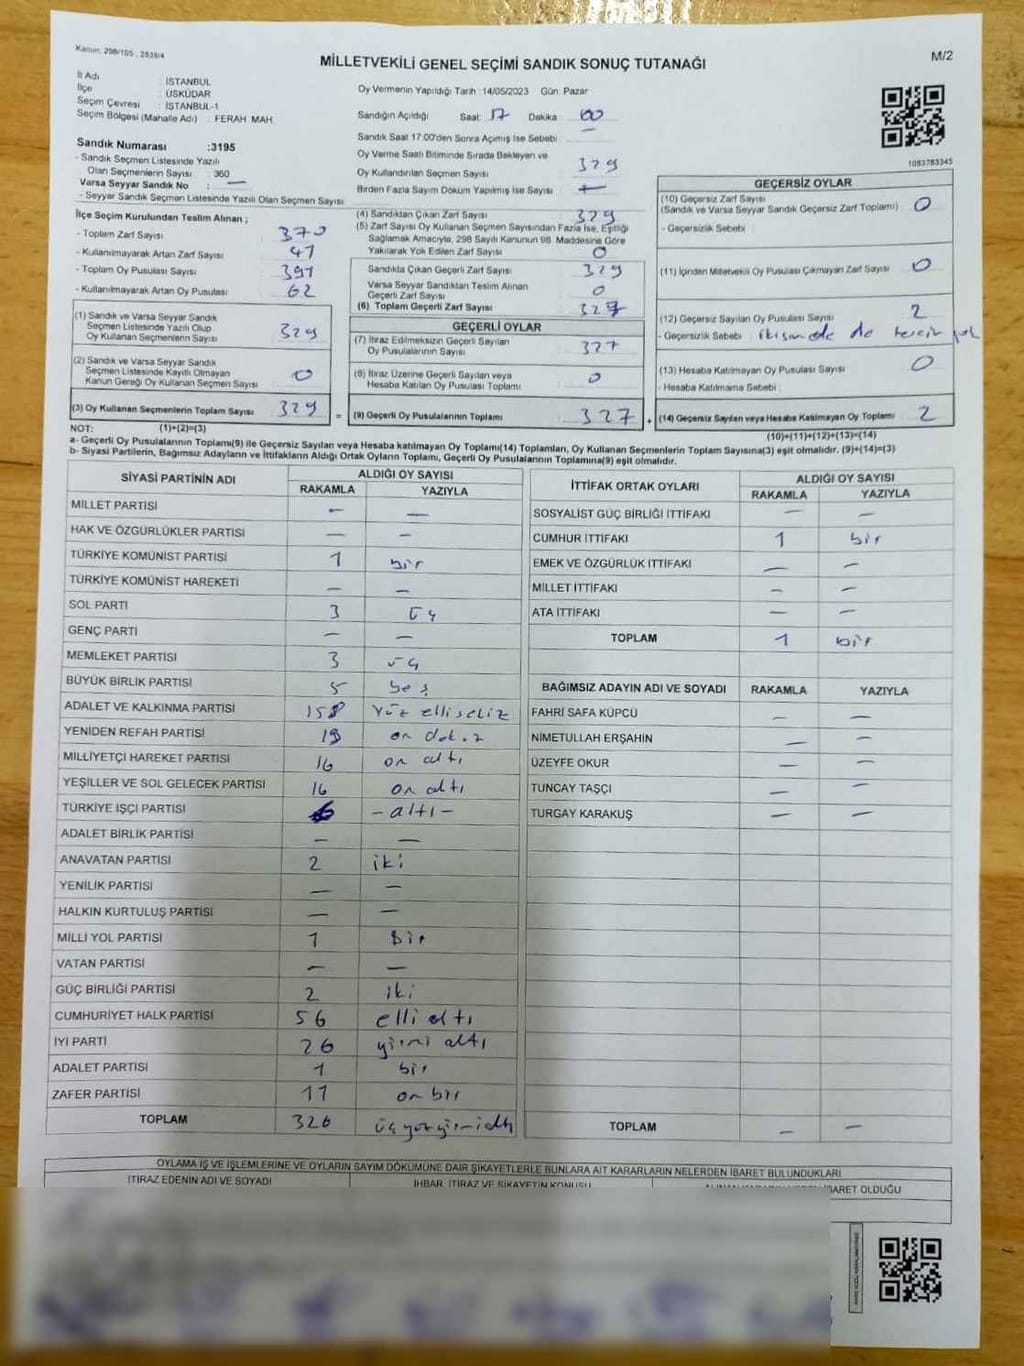 Kanun: 298/105 , 2839/4
M/2
MİLLETVEKİLİ GENEL SEÇİMİ SANDIK SONUÇ TUTANAĞI
İl Adı : İSTANBUL
İlçe : ÜSKÜDAR
Seçim Çevresi : İSTANBUL-1
Seçim Bölgesi (Mahalle Adı) : FERAH MAH.
Sandık Numarası :3195
- Sandık Seçmen Listesinde Yazılı
Olan Seçmenlerin Sayısı : 360
Varsa Seyyar Sandık No : —
- Seyyar Sandık Seçmen Listesinde Yazılı Olan Seçmen Sayısı
Oy Vermenin Yapıldığı Tarih :14/05/2023 Gün: Pazar
Sandığın Açıldığı Saat: 17 Dakika : 00
Sandık Saat 17:00'den Sonra Açılmış İse Sebebi : —
Oy Verme Saati Bitiminde Sırada Bekleyen ve
Oy Kullandırılan Seçmen Sayısı : 329
Birden Fazla Sayım Döküm Yapılmış İse Sayısı :
1083783345
İlçe Seçim Kurulundan Teslim Alınan ;
- Toplam Zarf Sayısı : 370
- Kullanılmayarak Artan Zarf Sayısı : 41
- Toplam Oy Pusulası Sayısı : 391
- Kullanılmayarak Artan Oy Pusulası : 62
(1) Sandık ve Varsa Seyyar Sandık
Seçmen Listesinde Yazılı Olup
Oy Kullanan Seçmenlerin Sayısı : 329
(2) Sandık ve Varsa Seyyar Sandık
Seçmen Listesinde Kayıtlı Olmayan
Kanun Gereği Oy Kullanan Seçmen Sayısı : 0
(3) Oy Kullanan Seçmenlerin Toplam Sayısı : 329 =
(4) Sandıktan Çıkan Zarf Sayısı : 329
(5) Zarf Sayısı Oy Kullanan Seçmen Sayısından Fazla İse, Eşitliği
Sağlamak Amacıyla, 298 Sayılı Kanunun 98. Maddesine Göre
Yakılarak Yok Edilen Zarf Sayısı : 0
Sandıkta Çıkan Geçerli Zarf Sayısı : 329
Varsa Seyyar Sandıktan Teslim Alınan
Geçerli Zarf Sayısı : 0
(6) Toplam Geçerli Zarf Sayısı :
GEÇERLİ OYLAR
(7) İtiraz Edilmeksizin Geçerli Sayılan
Oy Pusulalarının Sayısı : 327
(8) İtiraz Üzerine Geçerli Sayılan veya
Hesaba Katılan Oy Pusulası Toplamı : 0
(9) Geçerli Oy Pusulalarının Toplamı : 327 +
GEÇERSİZ OYLAR
(10) Geçersiz Zarf Sayısı
(Sandık ve Varsa Seyyar Sandık Geçersiz Zarf Toplamı) : 0
- Geçersizlik Sebebi :
(11) İçinden Milletvekili Oy Pusulası Çıkmayan Zarf Sayısı : 0
(12) Geçersiz Sayılan Oy Pusulası Sayısı : 2
- Geçersizlik Sebebi : ikisinde de tercih yok
(13) Hesaba Katılmayan Oy Pusulası Sayısı : 0
- Hesaba Katılmama Sebebi :
(14) Geçersiz Sayılan veya Hesaba Katılmayan Oy Toplamı : 2
NOT: (1)+(2)=(3) (10)+(11)+(12)+(13)=(14)
a- Geçerli Oy Pusulalarının Toplamı(9) ile Geçersiz Sayılan veya Hesaba katılmayan Oy Toplamı(14) Toplamları, Oy Kullanan Seçmenlerin Toplam Sayısına(3) eşit olmalıdır. (9)+(14)=(3)
b- Siyasi Partilerin, Bağımsız Adayların ve İttifakların Aldığı Ortak Oyların Toplamı, Geçerli Oy Pusulalarının Toplamına(9) eşit olmalıdır.
SİYASİ PARTİNİN ADI ALDIĞI OY SAYISI
RAKAMLA YAZIYLA
MİLLET PARTİSİ — —
HAK VE ÖZGÜRLÜKLER PARTİSİ — —
TÜRKİYE KOMÜNİST PARTİSİ 1 bir
TÜRKİYE KOMÜNİST HAREKETİ — —
SOL PARTİ 3 üç
GENÇ PARTİ — —
MEMLEKET PARTİSİ 3 üç
BÜYÜK BİRLİK PARTİSİ 5 beş
ADALET VE KALKINMA PARTİSİ 158 Yüz elli sekiz
YENİDEN REFAH PARTİSİ 19 on dokuz
MİLLİYETÇİ HAREKET PARTİSİ 16 on altı
YEŞİLLER VE SOL GELECEK PARTİSİ 16 on altı
TÜRKİYE İŞÇİ PARTİSİ 6 -altı-
ADALET BİRLİK PARTİSİ — —
ANAVATAN PARTİSİ 2 iki
YENİLİK PARTİSİ — —
HALKIN KURTULUŞ PARTİSİ — —
MİLLİ YOL PARTİSİ 1 Bir
VATAN PARTİSİ — —
GÜÇ BİRLİĞİ PARTİSİ 2 iki
CUMHURİYET HALK PARTİSİ 56 elli altı
İYİ PARTİ 26 yirmi altı
ADALET PARTİSİ 1 bir
ZAFER PARTİSİ 11 on bir
TOPLAM 326 üçyüzyirmialtı
İTTİFAK ORTAK OYLARI ALDIĞI OY SAYISI
RAKAMLA YAZIYLA
SOSYALİST GÜÇ BİRLİĞİ İTTİFAKI — —
CUMHUR İTTİFAKI 1 bir
EMEK VE ÖZGÜRLÜK İTTİFAKI — —
MİLLET İTTİFAKI — —
ATA İTTİFAKI — —
TOPLAM 1 bir
BAĞIMSIZ ADAYIN ADI VE SOYADI RAKAMLA YAZIYLA
FAHRİ SAFA KÜPCÜ — —
NİMETULLAH ERŞAHİN — —
ÜZEYFE OKUR — —
TUNCAY TAŞÇI — —
TURGAY KARAKUŞ — —
TOPLAM — —
OYLAMA İŞ VE İŞLEMLERİNE VE OYLARIN SAYIM DÖKÜMÜNE DAİR ŞİKAYETLERLE BUNLARA AİT KARARLARIN NELERDEN İBARET BULUNDUKLARI
İTİRAZ EDENİN ADI VE SOYADI İHBAR, İTİRAZ VE ŞİKAYETİN KONUSU İBARET OLDUĞU